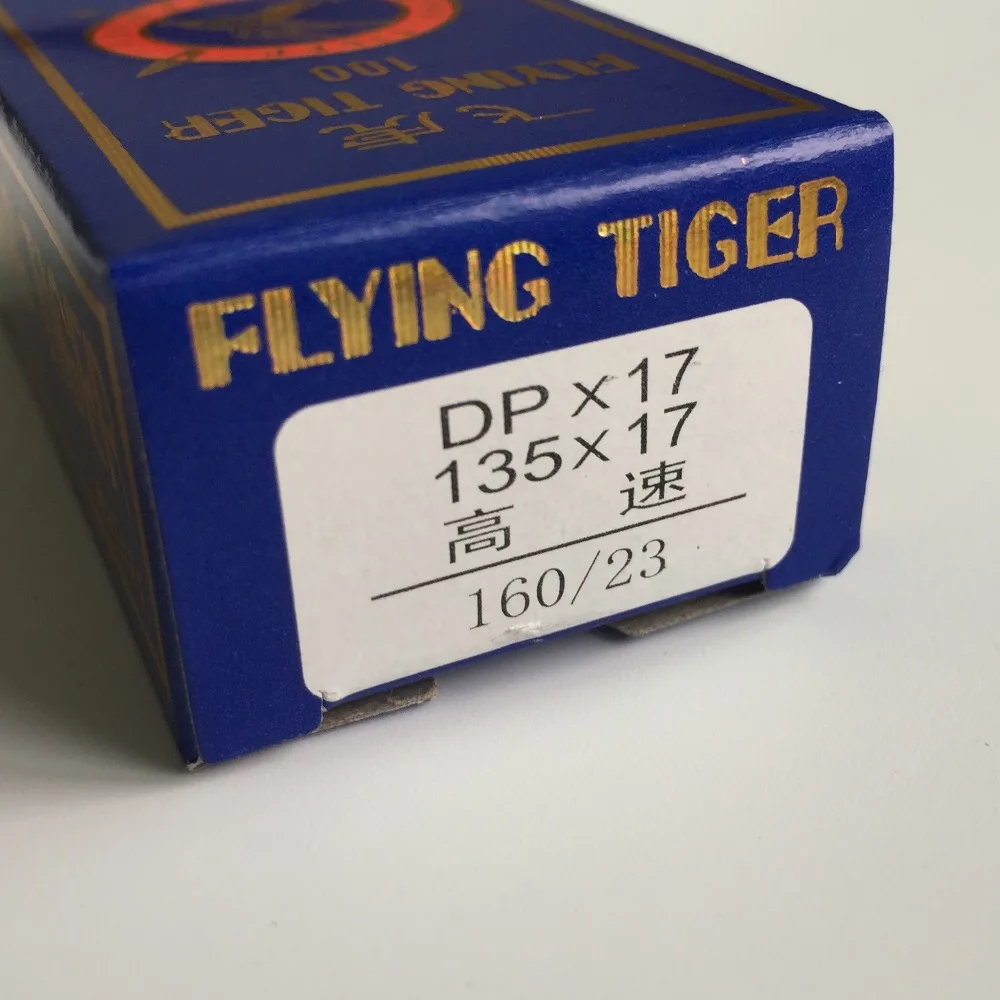 飞虎
FLYING TIGER
100
FLYING TIGER
DP x 17
135 x 17
高 速
160/23